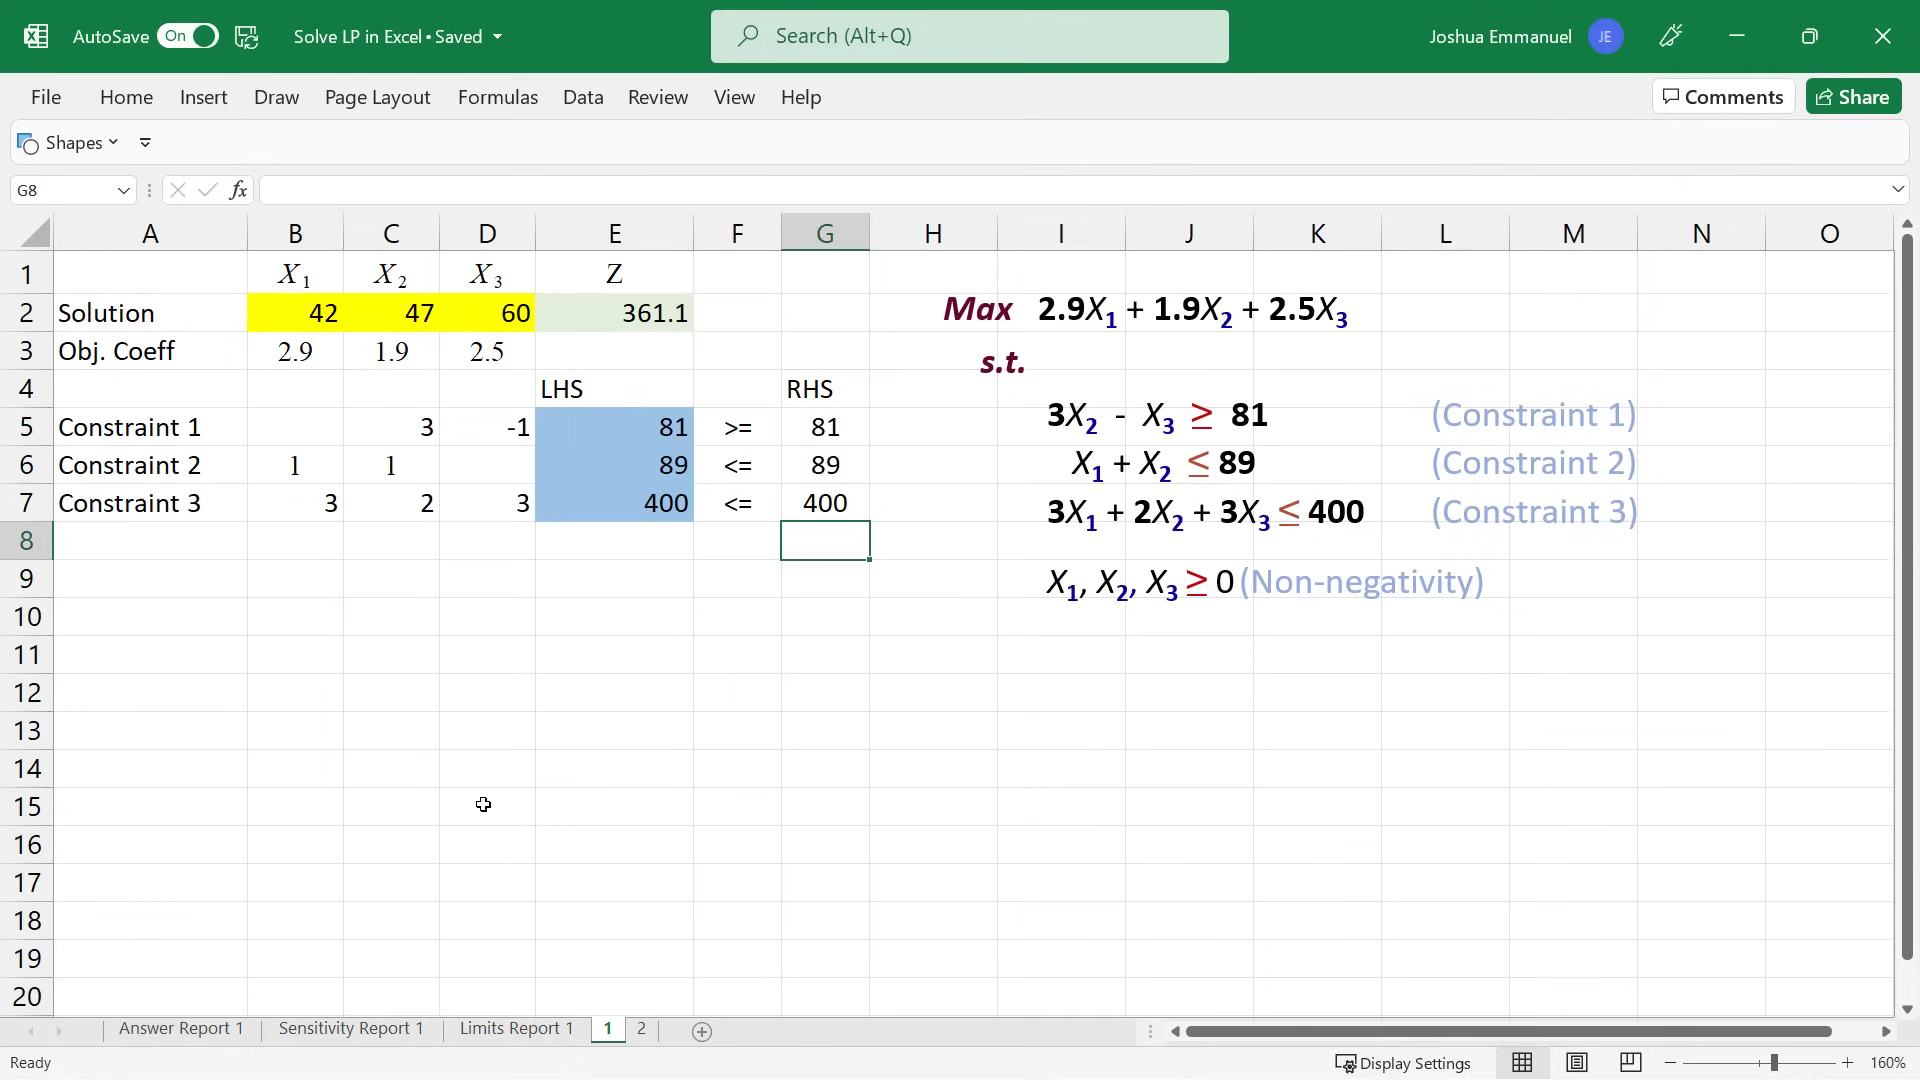 AutoSave On Solve LP in Excel • Saved Search (Alt+Q) Joshua Emmanuel JE
File Home Insert Draw Page Layout Formulas Data Review View Help Comments Share
Shapes
G8 fx
A B C D E F G H I J K L M N O
1 X1 X2 X3 Z
2 Solution 42 47 60 361.1
3 Obj. Coeff 2.9 1.9 2.5
4 LHS RHS
5 Constraint 1 3 -1 81 >= 81
6 Constraint 2 1 1 89 <= 89
7 Constraint 3 3 2 3 400 <= 400
8
9
10
11
12
13
14
15
16
17
18
19
20
Max 2.9X1 + 1.9X2 + 2.5X3
s.t.
3X2 - X3 ≥ 81 (Constraint 1)
X1 + X2 ≤ 89 (Constraint 2)
3X1 + 2X2 + 3X3 ≤ 400 (Constraint 3)
X1, X2, X3 ≥ 0 (Non-negativity)
Answer Report 1 Sensitivity Report 1 Limits Report 1 1 2
Ready Display Settings 160%